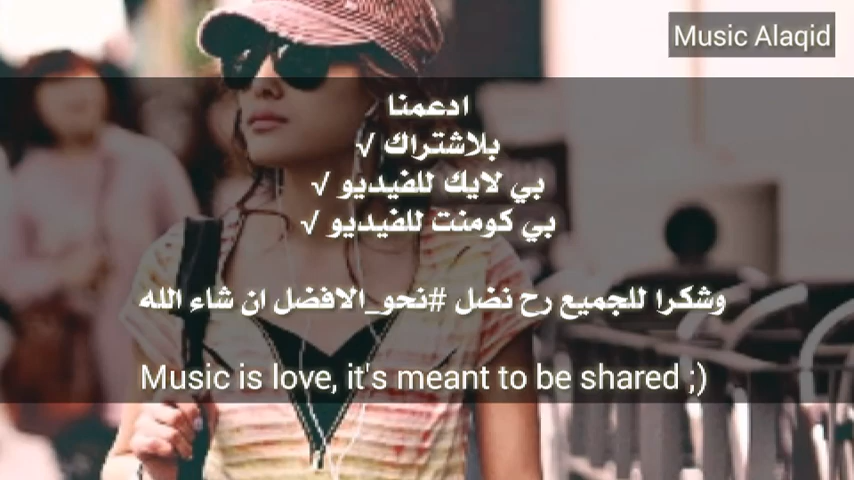 Music Alaqid
ادعمنا
بلاشتراك √
بي لايك للفيديو √
بي كومنت للفيديو √
وشكرا للجميع رح نضل #نحو_الافضل ان شاء الله
Music is love, it's meant to be shared ;)